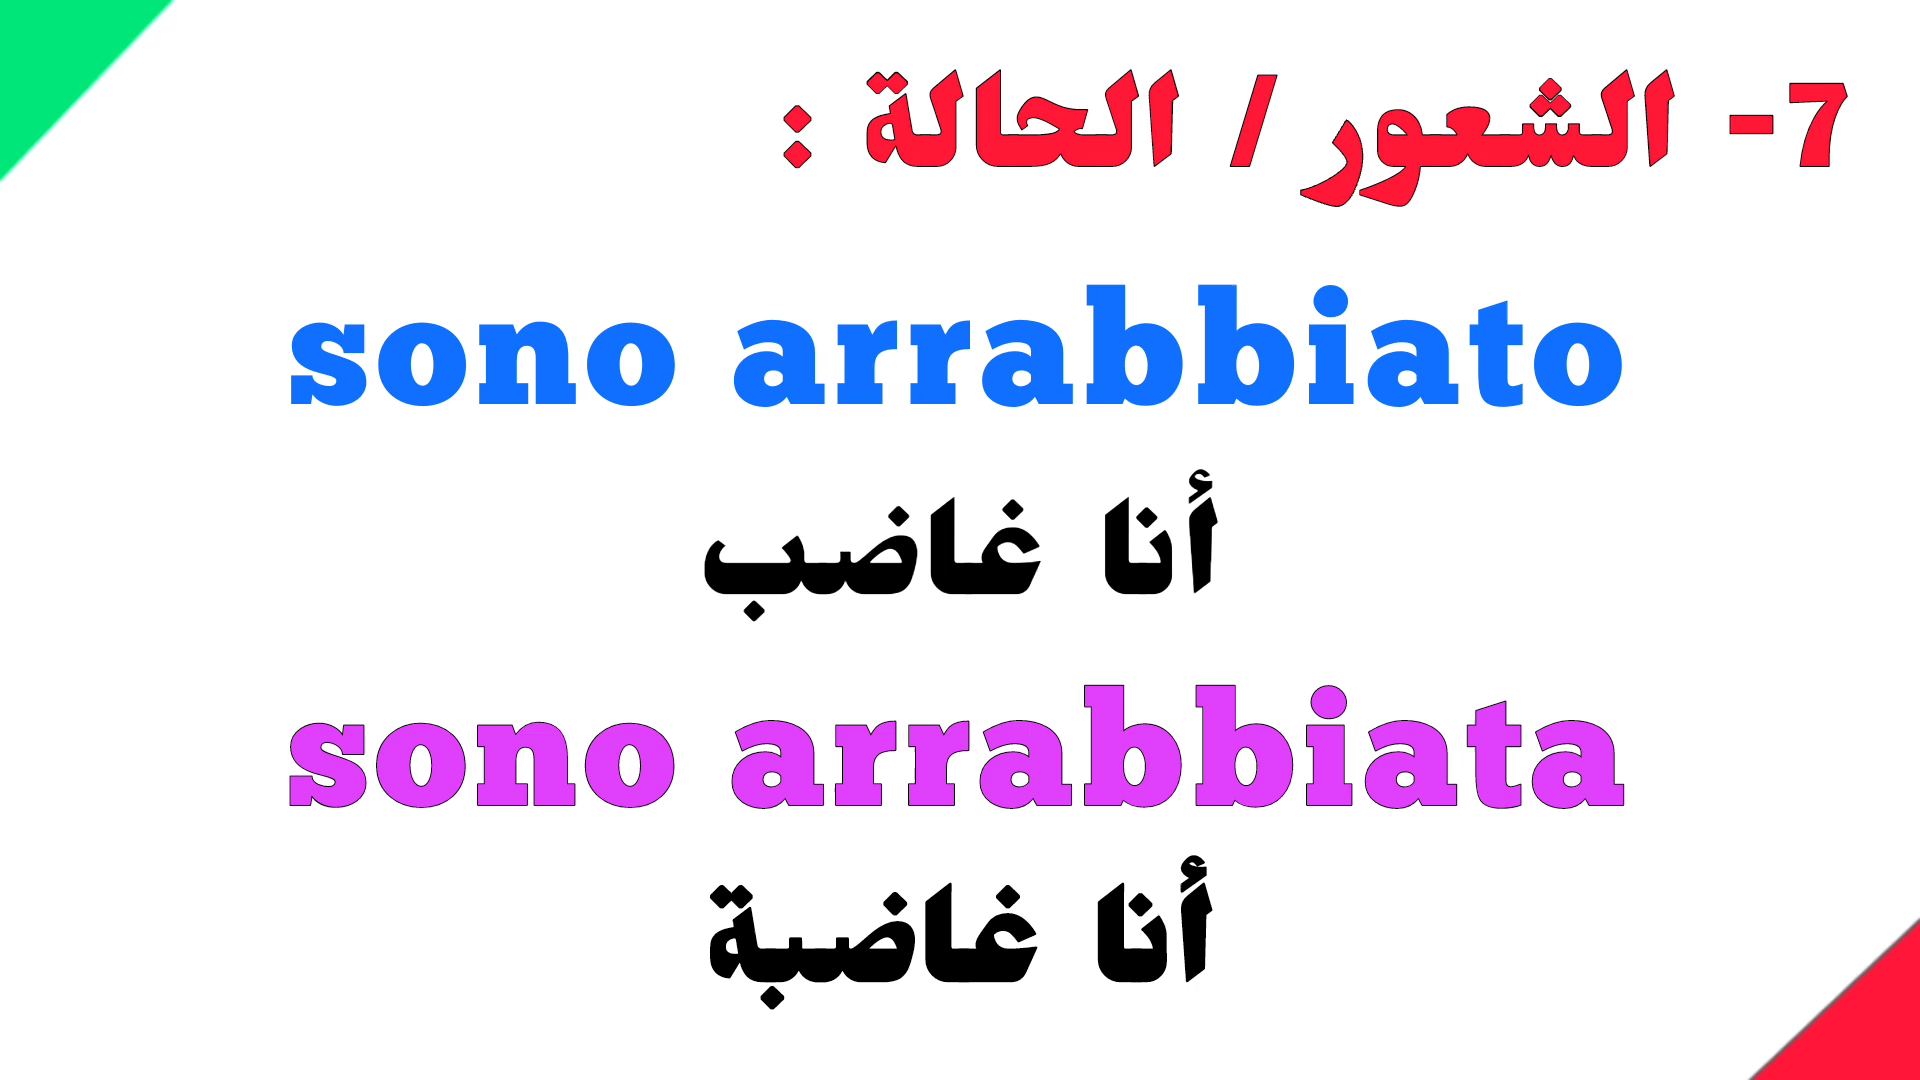 7- الشعور / الحالة :
sono arrabbiato
أنا غاضب
sono arrabbiata
أنا غاضبة